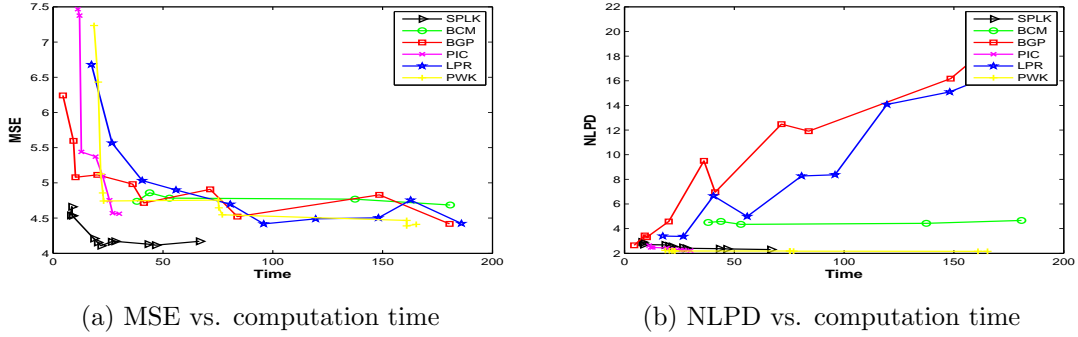 7.5
7
6.5
6
5.5
5
4.5
4
MSE
0
50
100
150
200
Time
SPLK
BCM
BGP
PIC
LPR
PWK
22
20
18
16
14
12
10
8
6
4
2
NLPD
0
50
100
150
200
Time
SPLK
BCM
BGP
PIC
LPR
PWK
(a) MSE vs. computation time
(b) NLPD vs. computation time